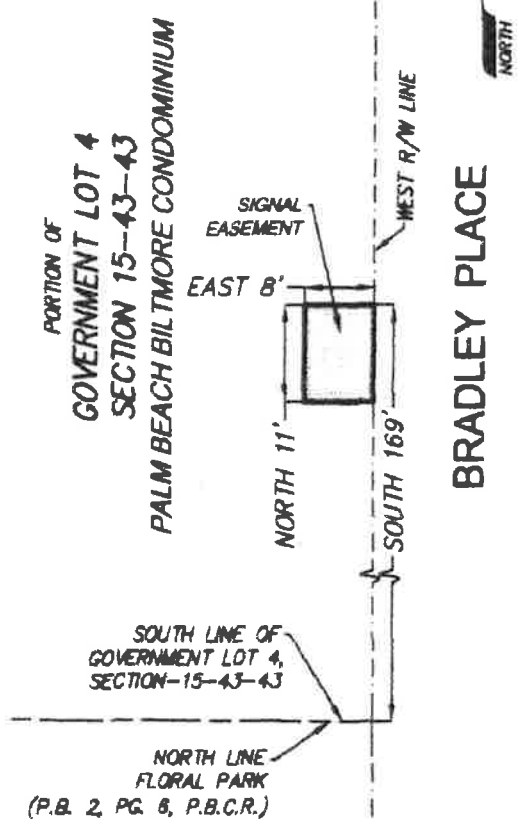 PORTION OF
GOVERNMENT LOT 4
SECTION 15-43-43
PALM BEACH BILTMORE CONDOMINIUM
SIGNAL
EASEMENT
EAST 8'
NORTH 11'
SOUTH 169'
WEST R/W LINE
BRADLEY PLACE
NORTH
SOUTH LINE OF
GOVERNMENT LOT 4,
SECTION-15-43-43
NORTH LINE
FLORAL PARK
(P.B. 2, PG. 6, P.B.C.R.)